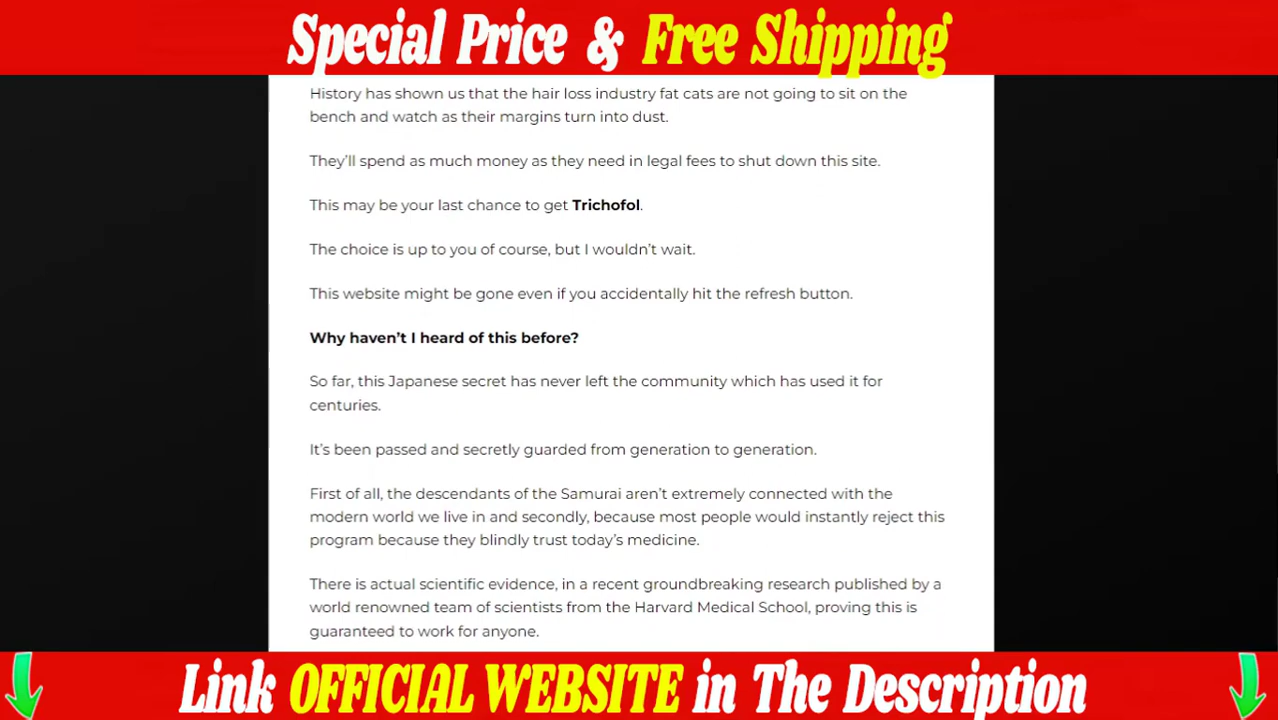 Special Price & Free Shipping
History has shown us that the hair loss industry fat cats are not going to sit on the
bench and watch as their margins turn into dust.
They’ll spend as much money as they need in legal fees to shut down this site.
This may be your last chance to get Trichofol.
The choice is up to you of course, but I wouldn’t wait.
This website might be gone even if you accidentally hit the refresh button.
Why haven’t I heard of this before?
So far, this Japanese secret has never left the community which has used it for
centuries.
It’s been passed and secretly guarded from generation to generation.
First of all, the descendants of the Samurai aren’t extremely connected with the
modern world we live in and secondly, because most people would instantly reject this
program because they blindly trust today’s medicine.
There is actual scientific evidence, in a recent groundbreaking research published by a
world renowned team of scientists from the Harvard Medical School, proving this is
guaranteed to work for anyone.
Link OFFICIAL WEBSITE in The Description